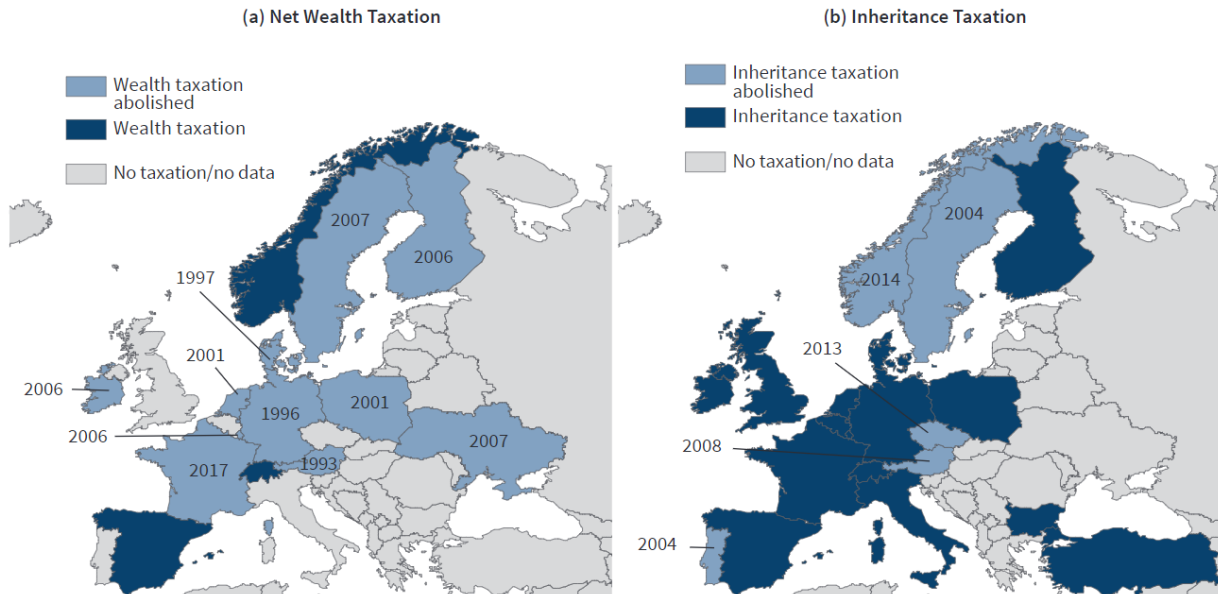 (a) Net Wealth Taxation
Wealth taxation
abolished
Wealth taxation
No taxation/no data
2007
2006
1997
2001
2006
1996
2001
2006
2007
2017
1993
(b) Inheritance Taxation
Inheritance taxation
abolished
Inheritance taxation
No taxation/no data
2004
2014
2013
2008
2004